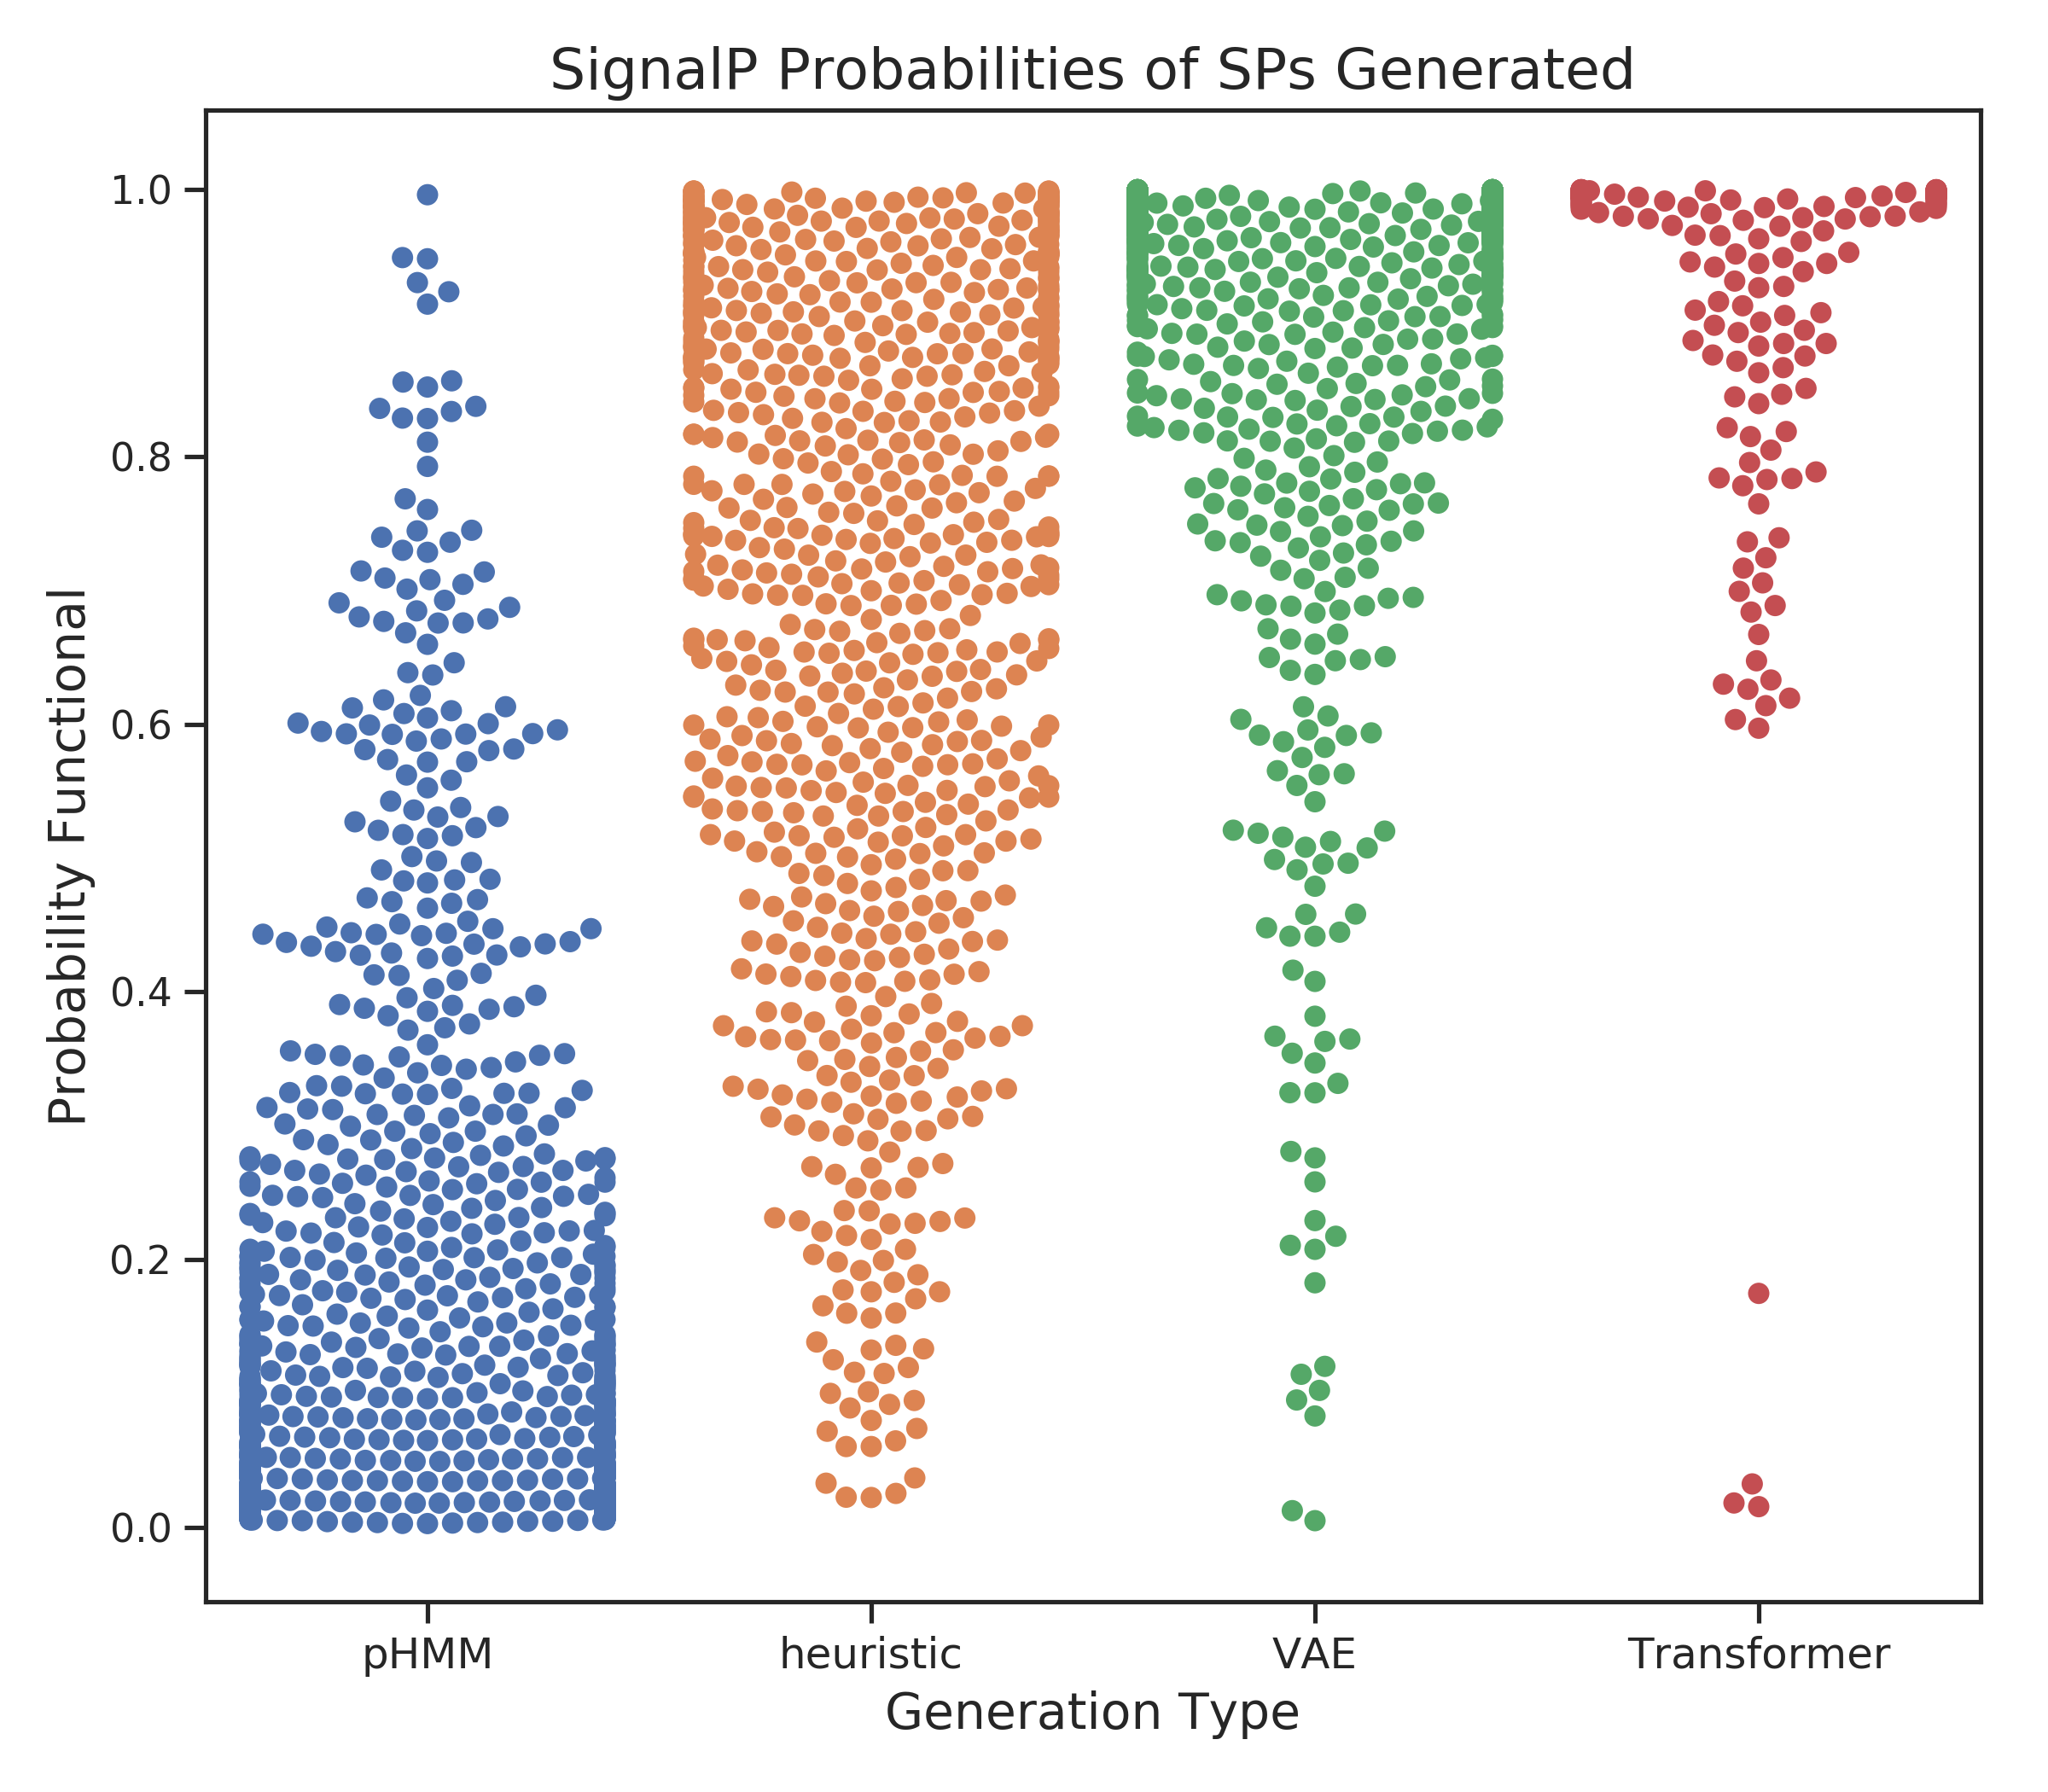 SignalP Probabilities of SPs Generated
Probability Functional
1.0
0.8
0.6
0.4
0.2
0.0
pHMM heuristic VAE Transformer
Generation Type